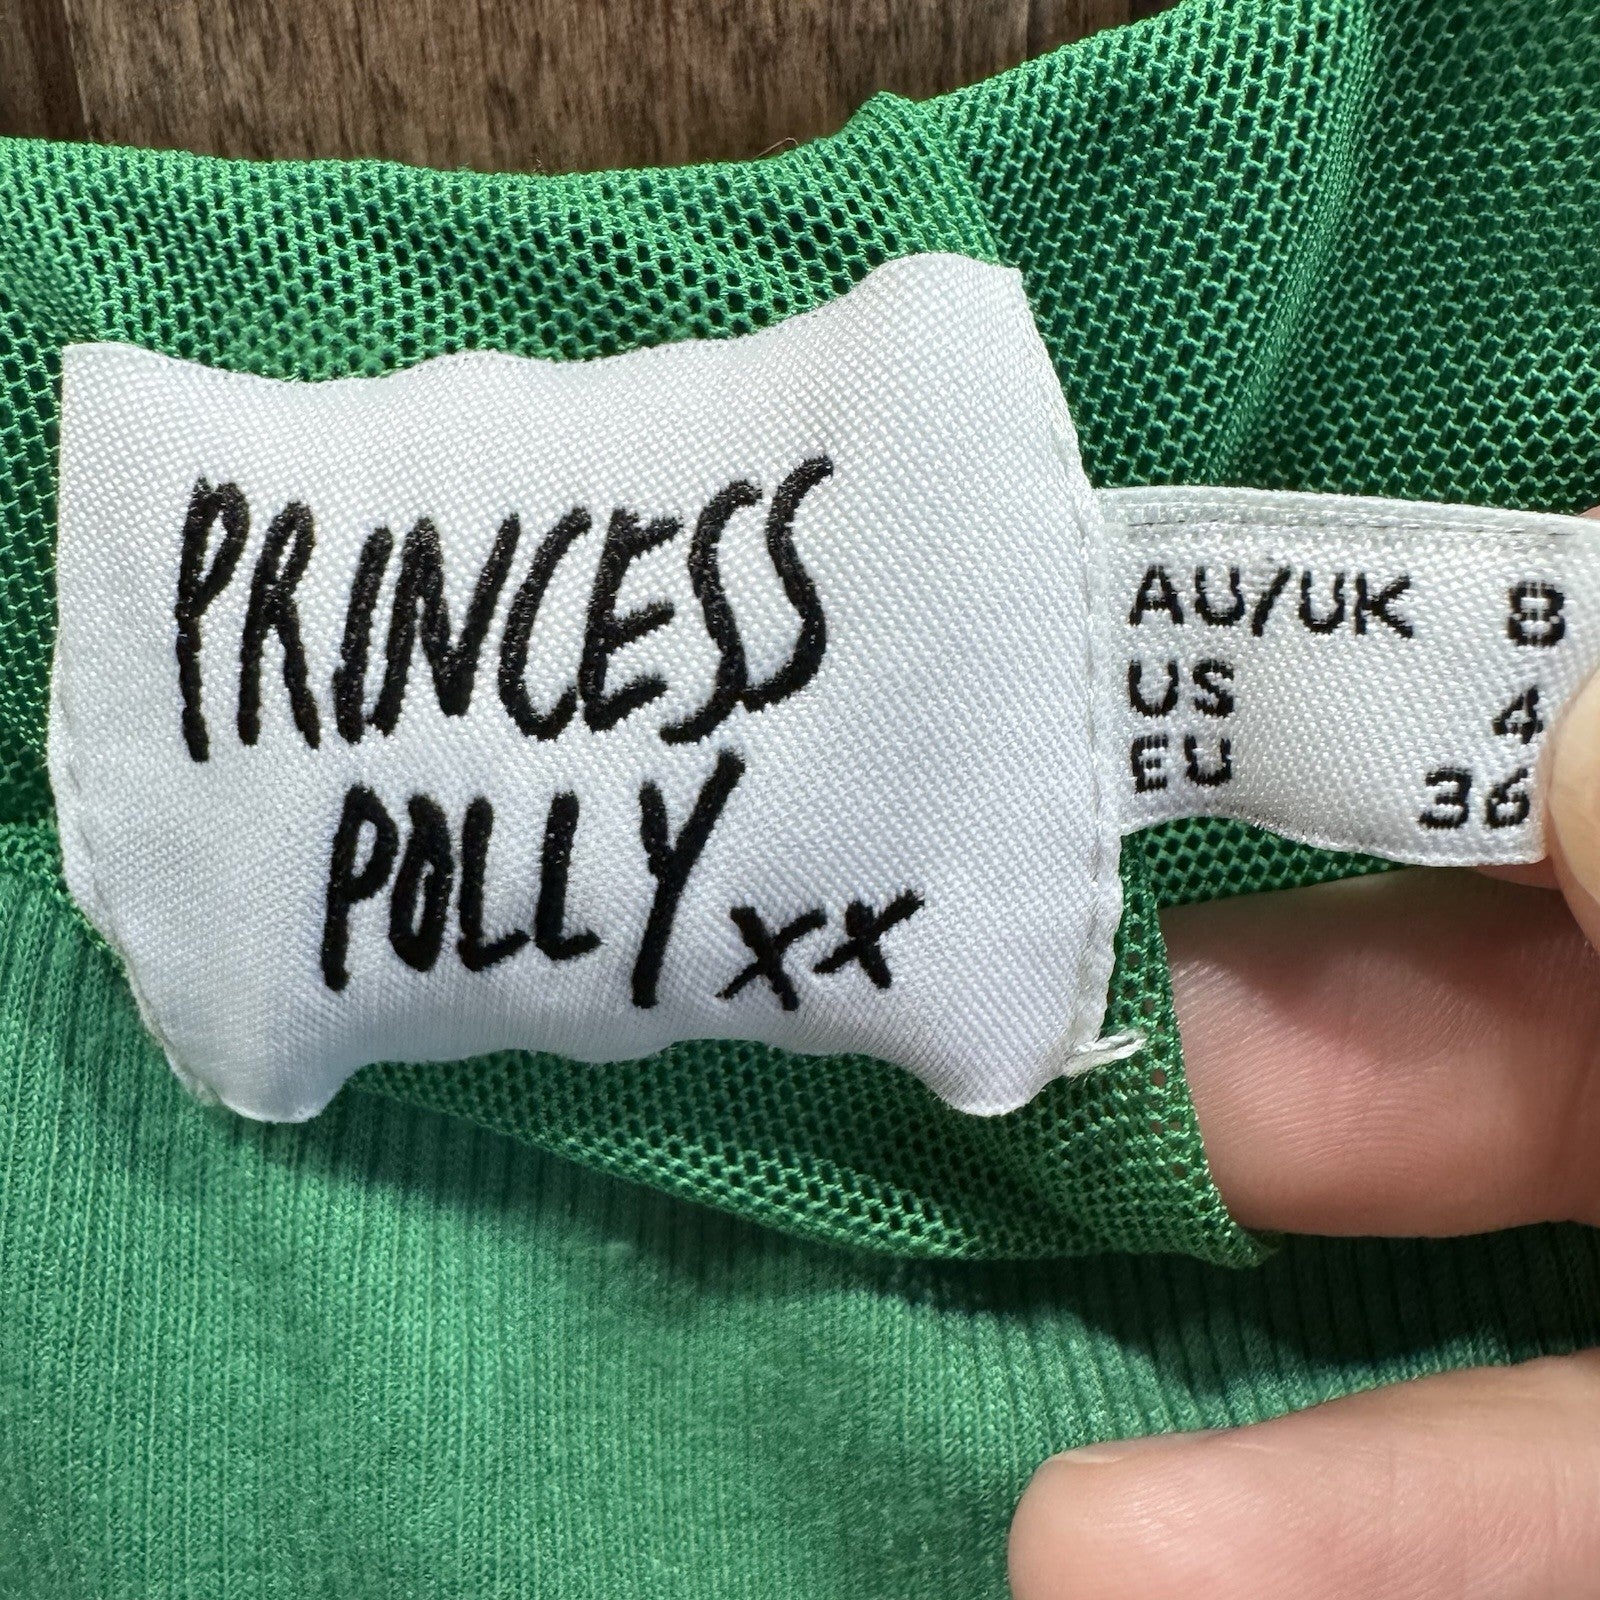 PRINCESS
POLLY xx
AU/UK 8
US 4
EU 36